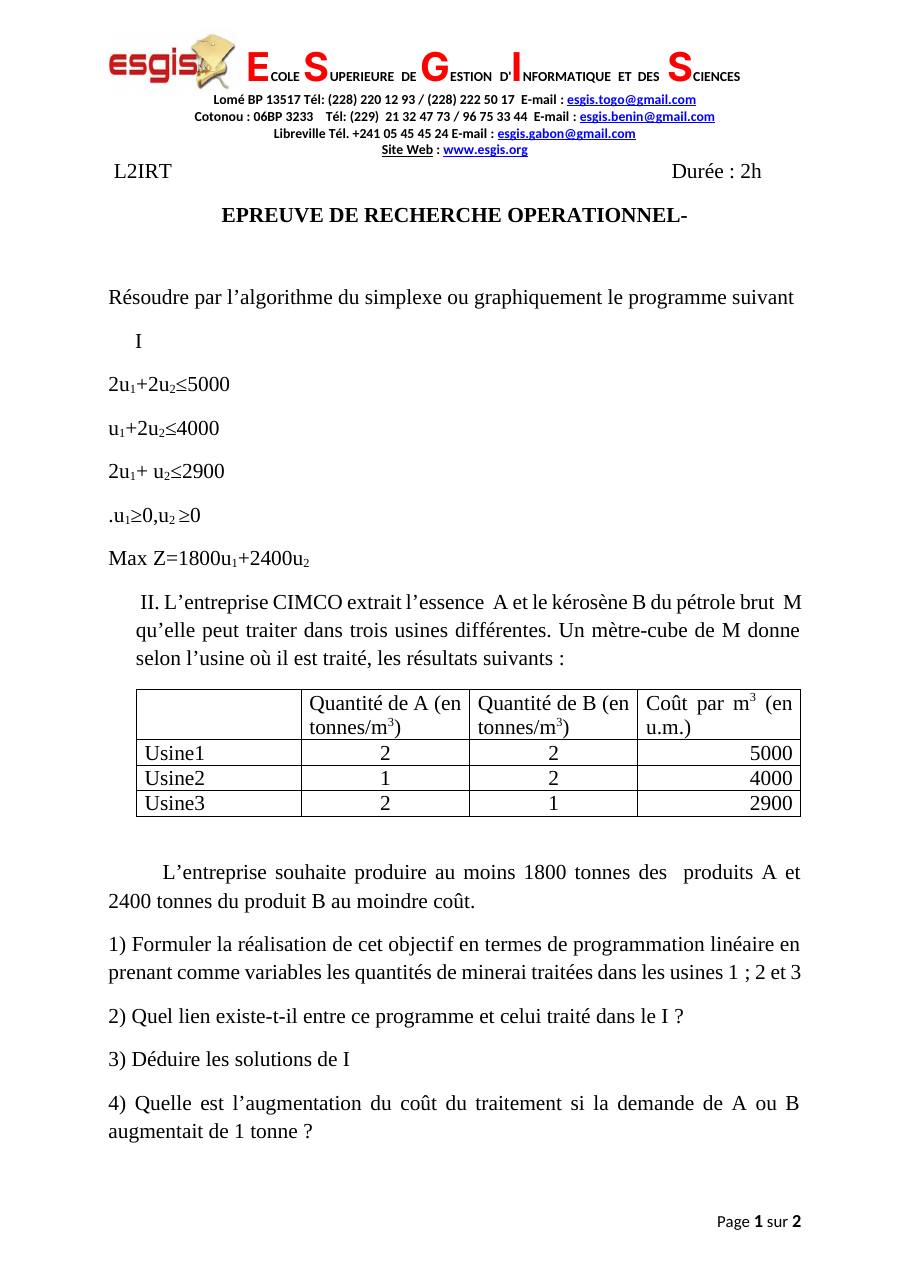 esgis ECOLE SUPERIEURE DE GESTION D'INFORMATIQUE ET DES SCIENCES
Lomé BP 13517 Tél: (228) 220 12 93 / (228) 222 50 17 E-mail : esgis.togo@gmail.com
Cotonou : 06BP 3233 Tél: (229) 21 32 47 73 / 96 75 33 44 E-mail : esgis.benin@gmail.com
Libreville Tél. +241 05 45 45 24 E-mail : esgis.gabon@gmail.com
Site Web : www.esgis.org
L2IRT Durée : 2h
EPREUVE DE RECHERCHE OPERATIONNEL-
Résoudre par l’algorithme du simplexe ou graphiquement le programme suivant
I
2u₁+2u₂≤5000
u₁+2u₂≤4000
2u₁+ u₂≤2900
.u₁≥0,u₂ ≥0
Max Z=1800u₁+2400u₂
II. L’entreprise CIMCO extrait l’essence A et le kérosène B du pétrole brut M
qu’elle peut traiter dans trois usines différentes. Un mètre-cube de M donne
selon l’usine où il est traité, les résultats suivants :
Quantité de A (en tonnes/m³) Quantité de B (en tonnes/m³) Coût par m³ (en u.m.)
Usine1 2 2 5000
Usine2 1 2 4000
Usine3 2 1 2900
L’entreprise souhaite produire au moins 1800 tonnes des produits A et
2400 tonnes du produit B au moindre coût.
1) Formuler la réalisation de cet objectif en termes de programmation linéaire en
prenant comme variables les quantités de minerai traitées dans les usines 1 ; 2 et 3
2) Quel lien existe-t-il entre ce programme et celui traité dans le I ?
3) Déduire les solutions de I
4) Quelle est l’augmentation du coût du traitement si la demande de A ou B
augmentait de 1 tonne ?
Page 1 sur 2